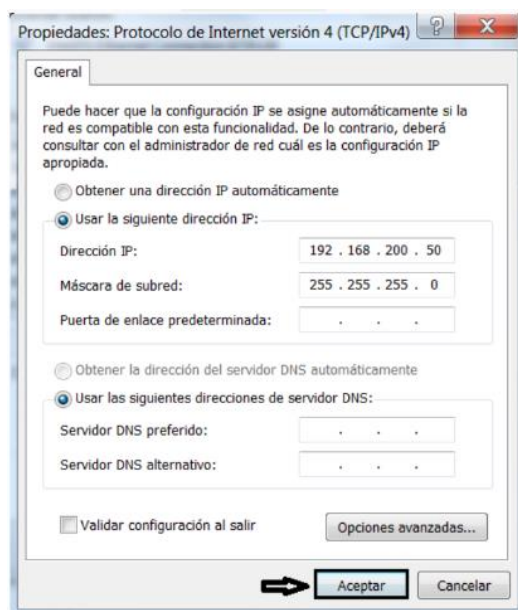 Propiedades: Protocolo de Internet versión 4 (TCP/IPv4)
General
Puede hacer que la configuración IP se asigne automáticamente si la
red es compatible con esta funcionalidad. De lo contrario, deberá
consultar con el administrador de red cuál es la configuración IP
apropiada.
Obtener una dirección IP automáticamente
Usar la siguiente dirección IP:
Dirección IP: 192 . 168 . 200 . 50
Máscara de subred: 255 . 255 . 255 . 0
Puerta de enlace predeterminada: . . .
Obtener la dirección del servidor DNS automáticamente
Usar las siguientes direcciones de servidor DNS:
Servidor DNS preferido: . . .
Servidor DNS alternativo: . . .
Validar configuración al salir
Opciones avanzadas...
Aceptar Cancelar